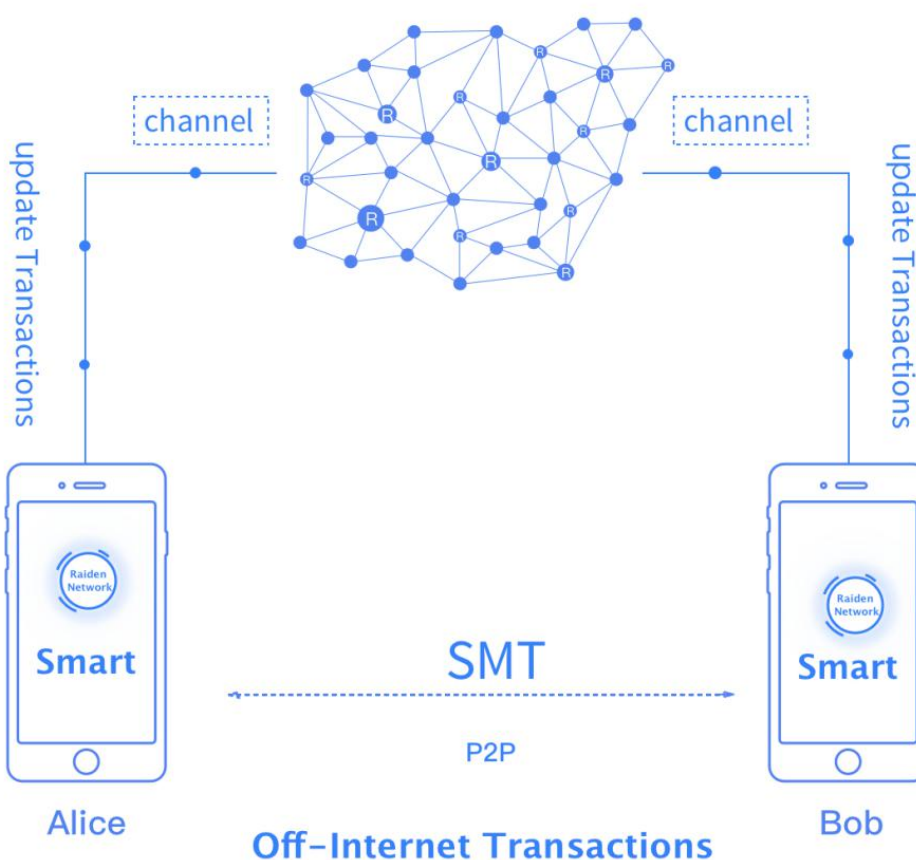 R
R
R
R
R
R
R
R
R
R
R
R
channel
channel
update Transactions
update Transactions
Raiden
Network
Smart
Raiden
Network
Smart
SMT
P2P
Alice
Bob
Off-Internet Transactions